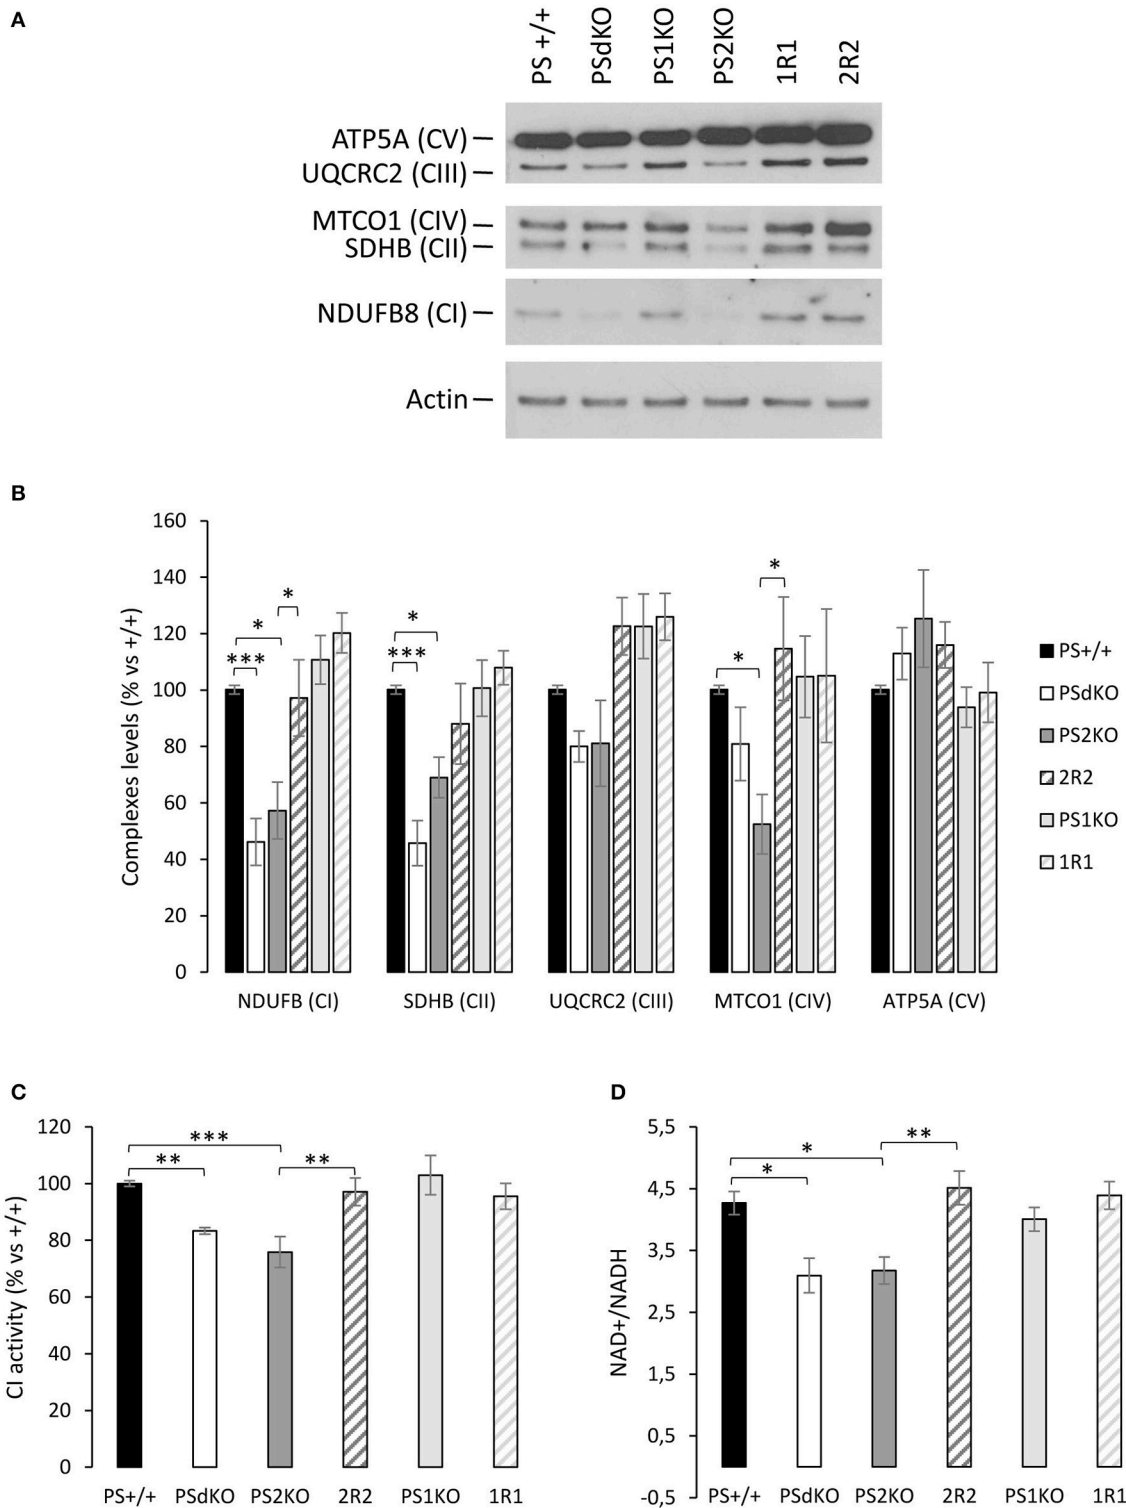 A
PS +/+
PSdKO
PS1KO
PS2KO
1R1
2R2
ATP5A (CV)
UQCRC2 (CIII)
MTCO1 (CIV)
SDHB (CII)
NDUFB8 (CI)
Actin
B
Complexes levels (% vs +/+)
160
140
120
100
80
60
40
20
0
*
*
***
*
***
*
*
NDUFB (CI)
SDHB (CII)
UQCRC2 (CIII)
MTCO1 (CIV)
ATP5A (CV)
PS+/+
PSdKO
PS2KO
2R2
PS1KO
1R1
C
CI activity (% vs +/+)
120
100
80
60
40
20
0
***
**
**
PS+/+
PSdKO
PS2KO
2R2
PS1KO
1R1
D
NAD+/NADH
5,5
4,5
3,5
2,5
1,5
0,5
-0,5
**
*
*
PS+/+
PSdKO
PS2KO
2R2
PS1KO
1R1